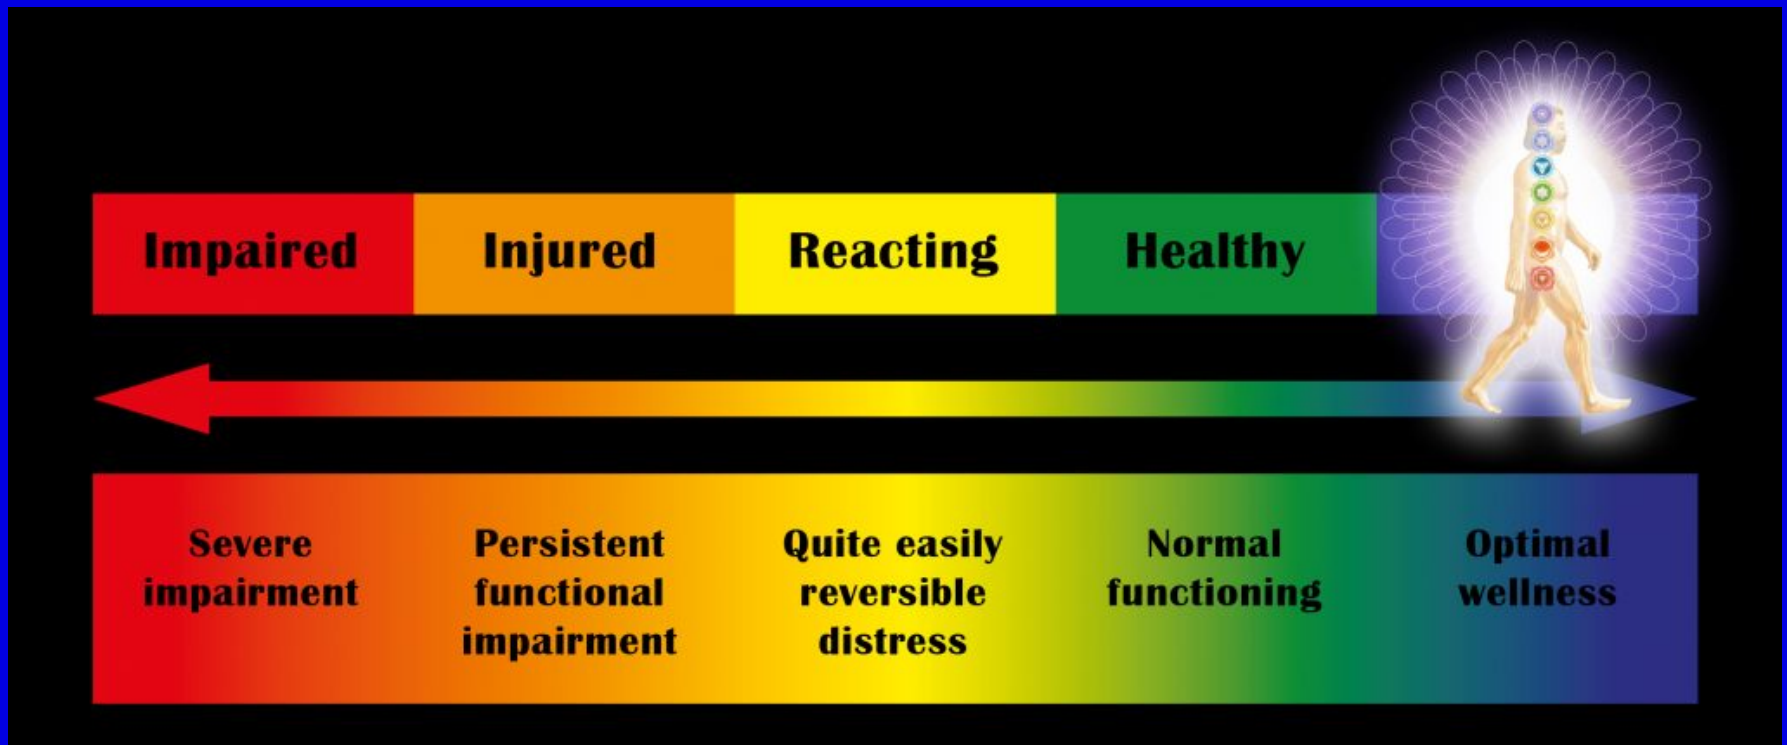 Impaired
Injured
Reacting
Healthy
Severe
impairment
Persistent
functional
impairment
Quite easily
reversible
distress
Normal
functioning
Optimal
wellness